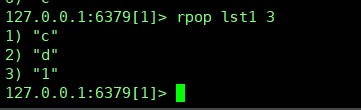 127.0.0.1:6379[1]> rpop lst1 3
1) "c"
2) "d"
3) "1"
127.0.0.1:6379[1]>